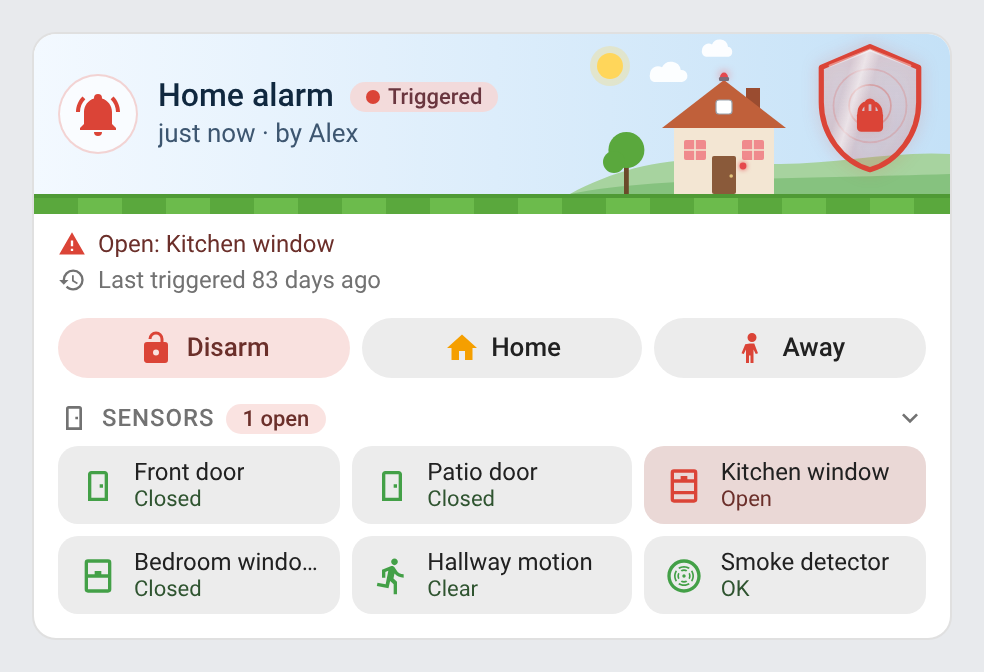 Home alarm
Triggered
just now · by Alex
Open: Kitchen window
Last triggered 83 days ago
Disarm
Home
Away
SENSORS
1 open
Front door
Closed
Patio door
Closed
Kitchen window
Open
Bedroom windo...
Closed
Hallway motion
Clear
Smoke detector
OK